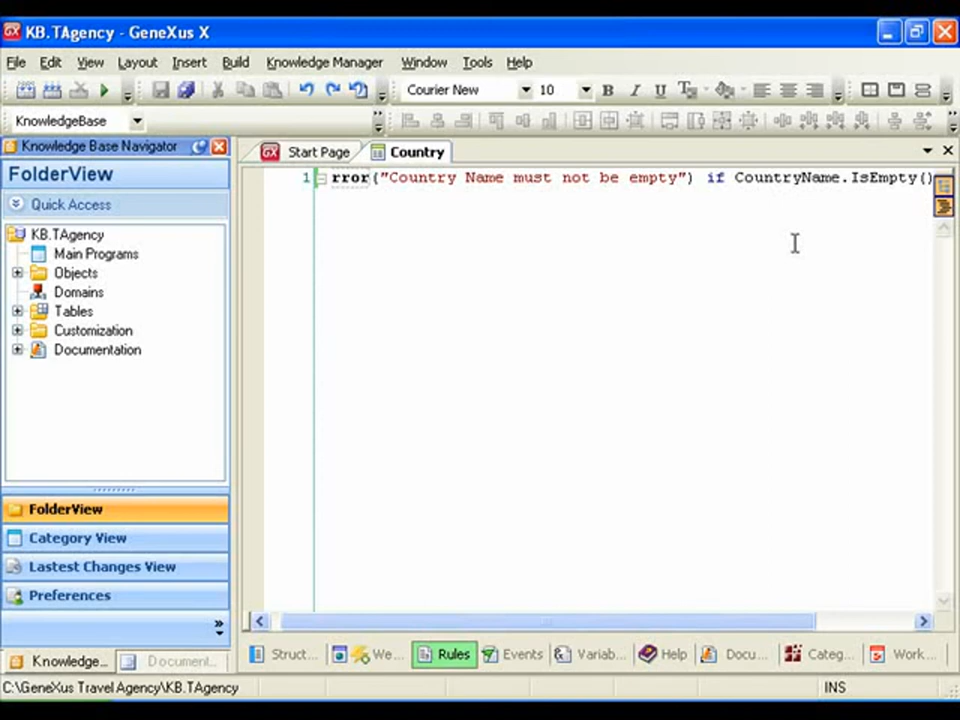 KB.TAgency - GeneXus X
File Edit View Layout Insert Build Knowledge Manager Window Tools Help
Courier New 10 B I U
KnowledgeBase
Knowledge Base Navigator
FolderView
Quick Access
KB.TAgency
Main Programs
Objects
Domains
Tables
Customization
Documentation
FolderView
Category View
Lastest Changes View
Preferences
Knowledge... Document...
Start Page Country
1 rror("Country Name must not be empty") if CountryName.IsEmpty()
Struct... We... Rules Events Variab... Help Docu... Categ... Work...
C:\GeneXus Travel Agency\KB.TAgency INS